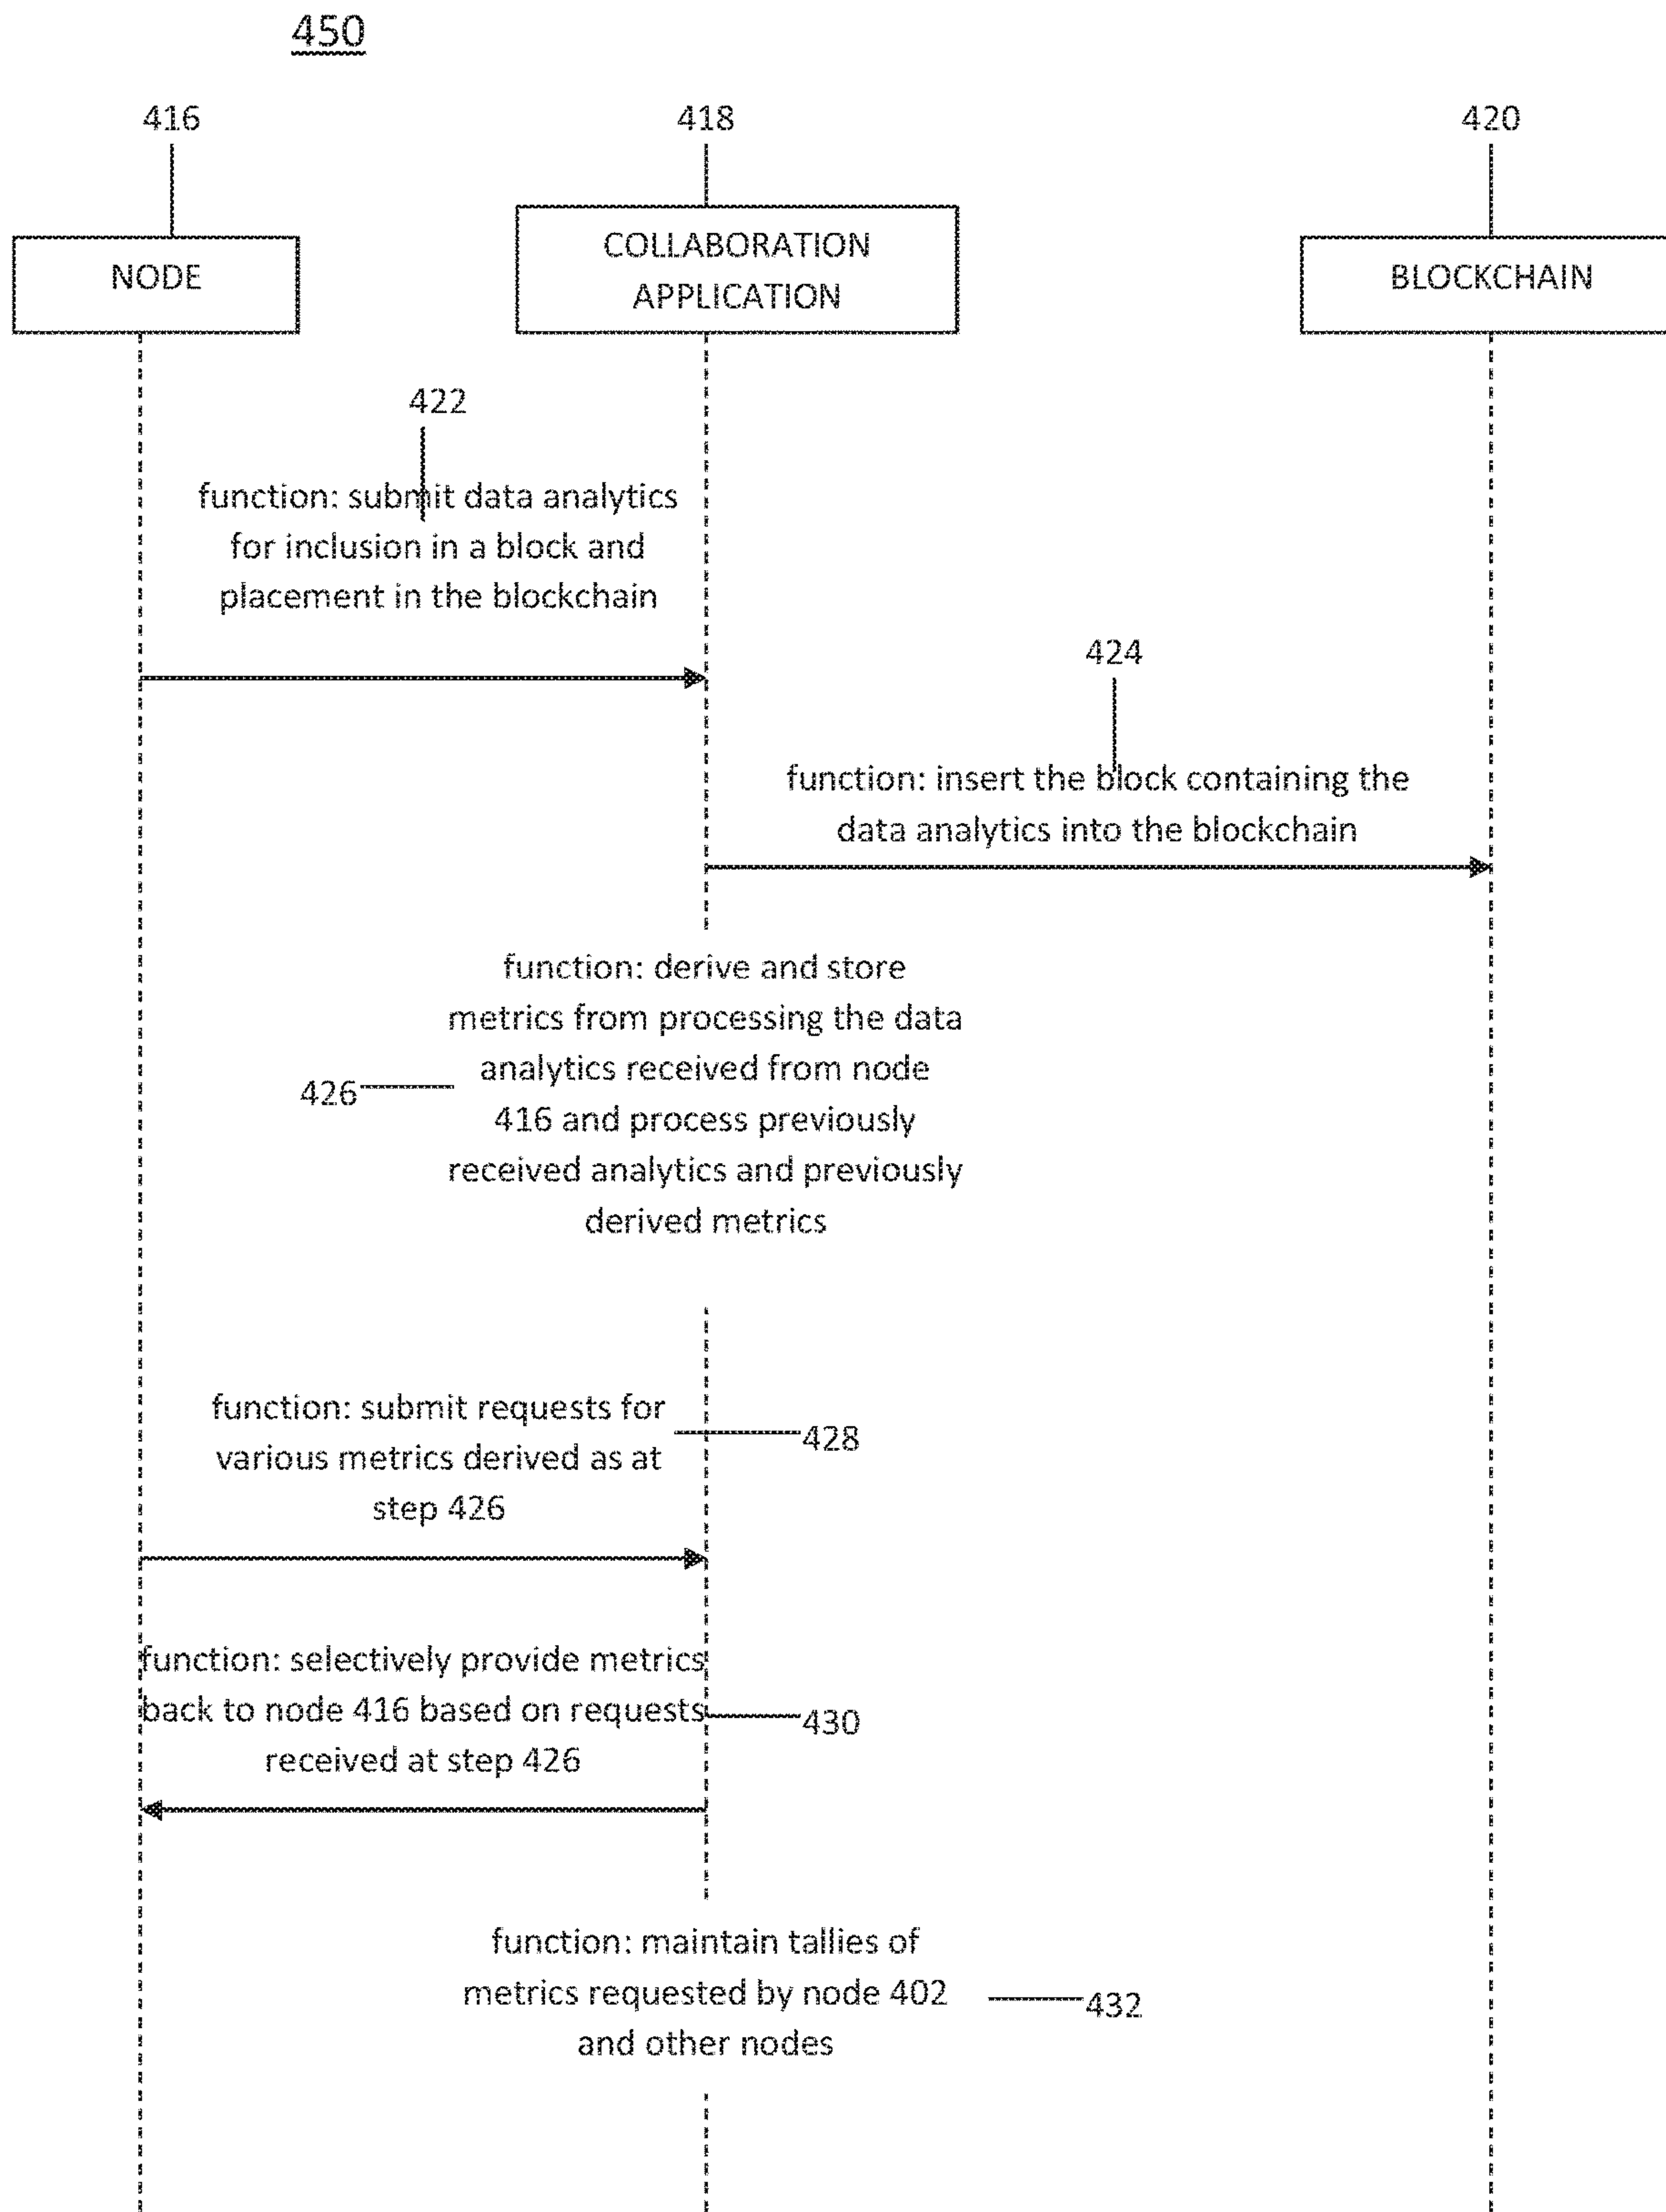 450
416
418
420
NODE
COLLABORATION
APPLICATION
BLOCKCHAIN
422
function: submit data analytics
for inclusion in a block and
placement in the blockchain
424
function: insert the block containing the
data analytics into the blockchain
function: derive and store
metrics from processing the data
analytics received from node
426
416 and process previously
received analytics and previously
derived metrics
function: submit requests for
428
various metrics derived as at
step 426
function: selectively provide metrics
back to node 416 based on requests
430
received at step 426
function: maintain tallies of
metrics requested by node 402
432
and other nodes